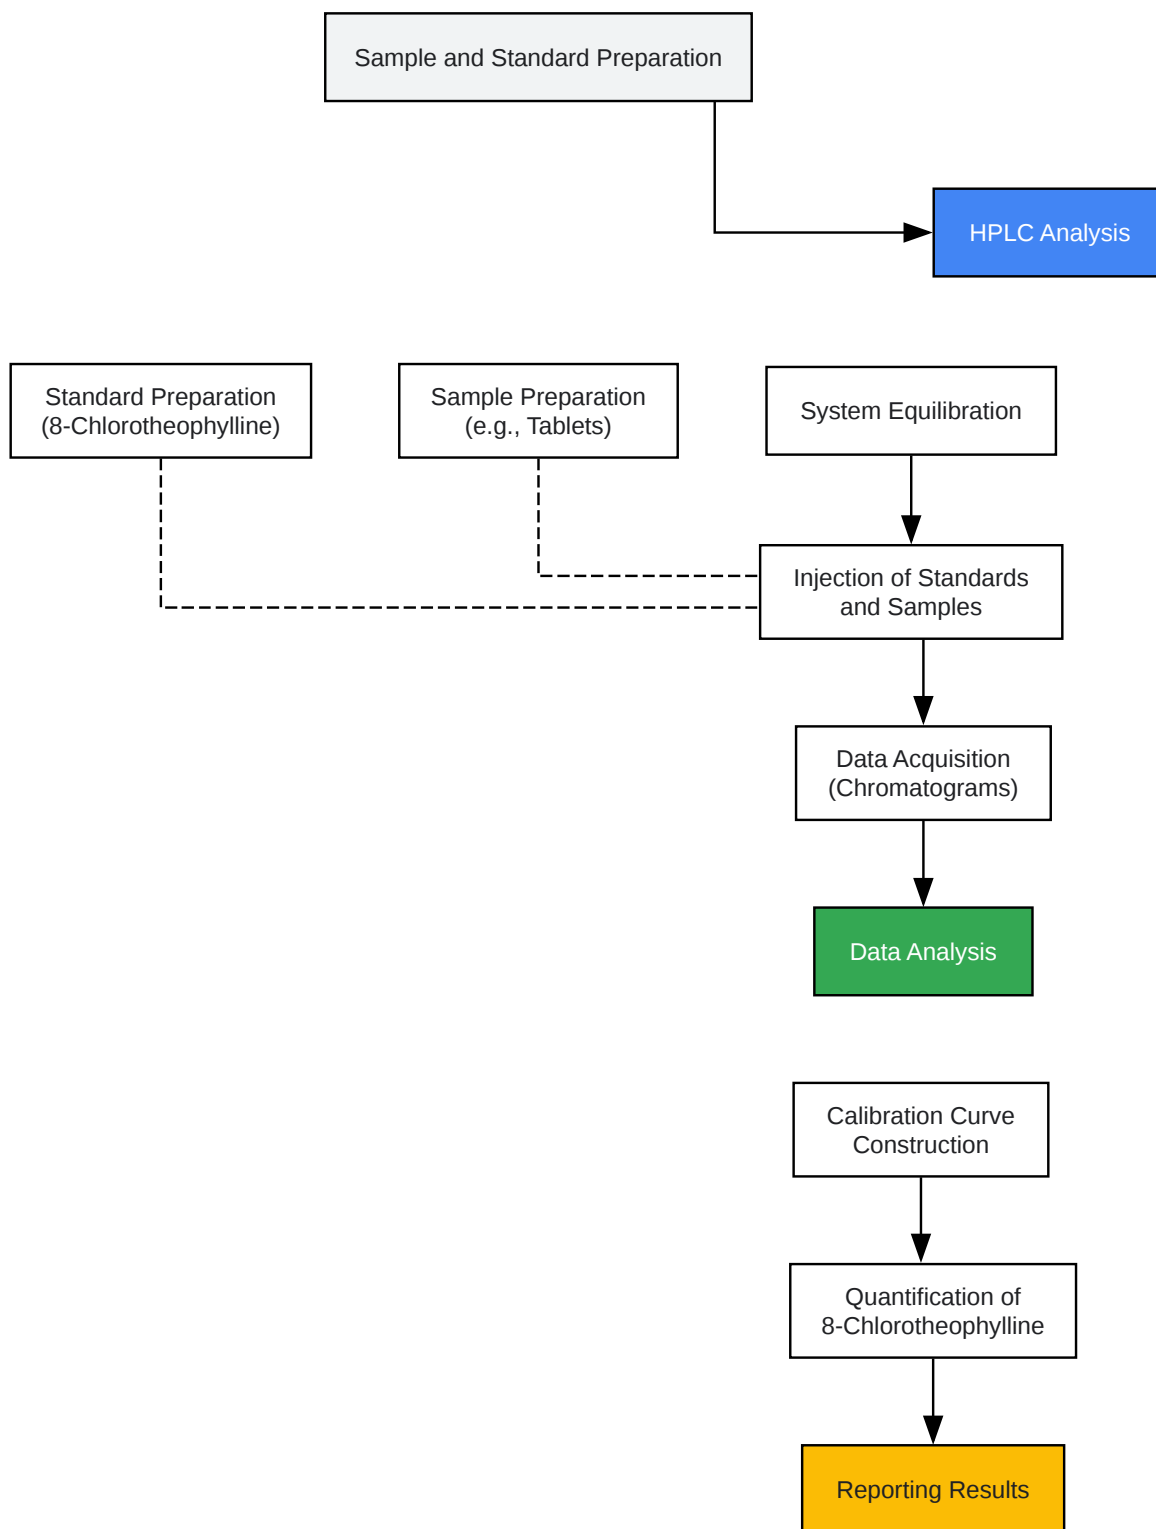 Sample and Standard Preparation
HPLC Analysis
Standard Preparation
(8-Chlorotheophylline)
Sample Preparation
(e.g., Tablets)
System Equilibration
Injection of Standards
and Samples
Data Acquisition
(Chromatograms)
Data Analysis
Calibration Curve
Construction
Quantification of
8-Chlorotheophylline
Reporting Results